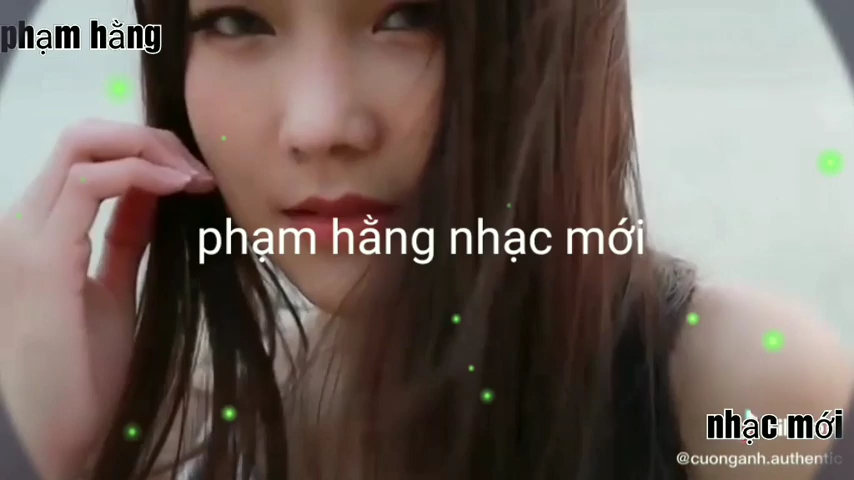 phạm hằng
phạm hằng nhạc mới
nhạc mới
@cuonganh.authentic